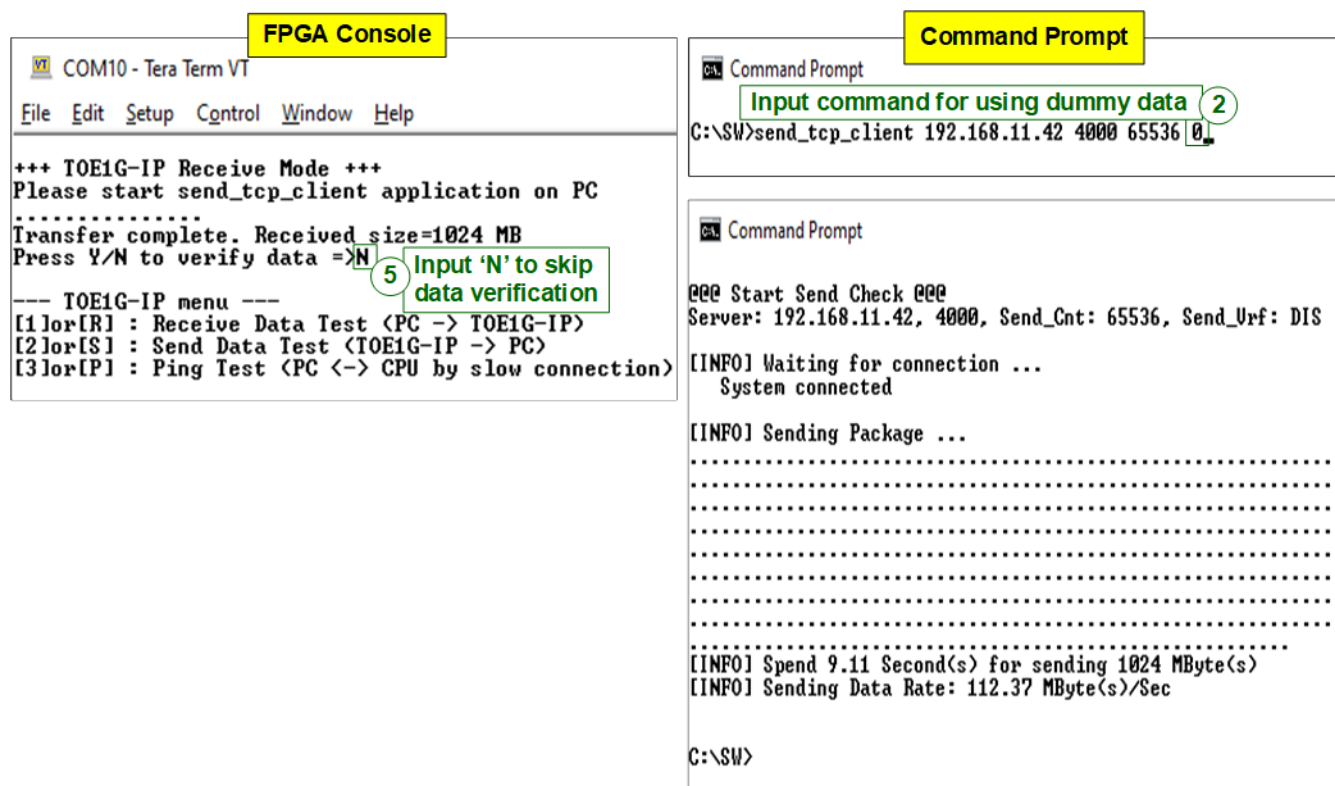 FPGA Console
COM10 - Tera Term VT
File Edit Setup Control Window Help
+++ TOE1G-IP Receive Mode +++
Please start send_tcp_client application on PC
...............
Transfer complete. Received size=1024 MB
Press Y/N to verify data =>N
5 Input ‘N’ to skip
data verification
--- TOE1G-IP menu ---
[1]or[R] : Receive Data Test (PC -> TOE1G-IP)
[2]or[S] : Send Data Test (TOE1G-IP -> PC)
[3]or[P] : Ping Test (PC <-> CPU by slow connection)
Command Prompt
Command Prompt
Input command for using dummy data 2
C:\SW>send_tcp_client 192.168.11.42 4000 65536 0_
Command Prompt
@@@ Start Send Check @@@
Server: 192.168.11.42, 4000, Send_Cnt: 65536, Send_Vrf: DIS
[INFO] Waiting for connection ...
System connected
[INFO] Sending Package ...
............................................................
............................................................
............................................................
............................................................
............................................................
............................................................
............................................................
............................................................
........................................................
[INFO] Spend 9.11 Second(s) for sending 1024 MByte(s)
[INFO] Sending Data Rate: 112.37 MByte(s)/Sec
C:\SW>